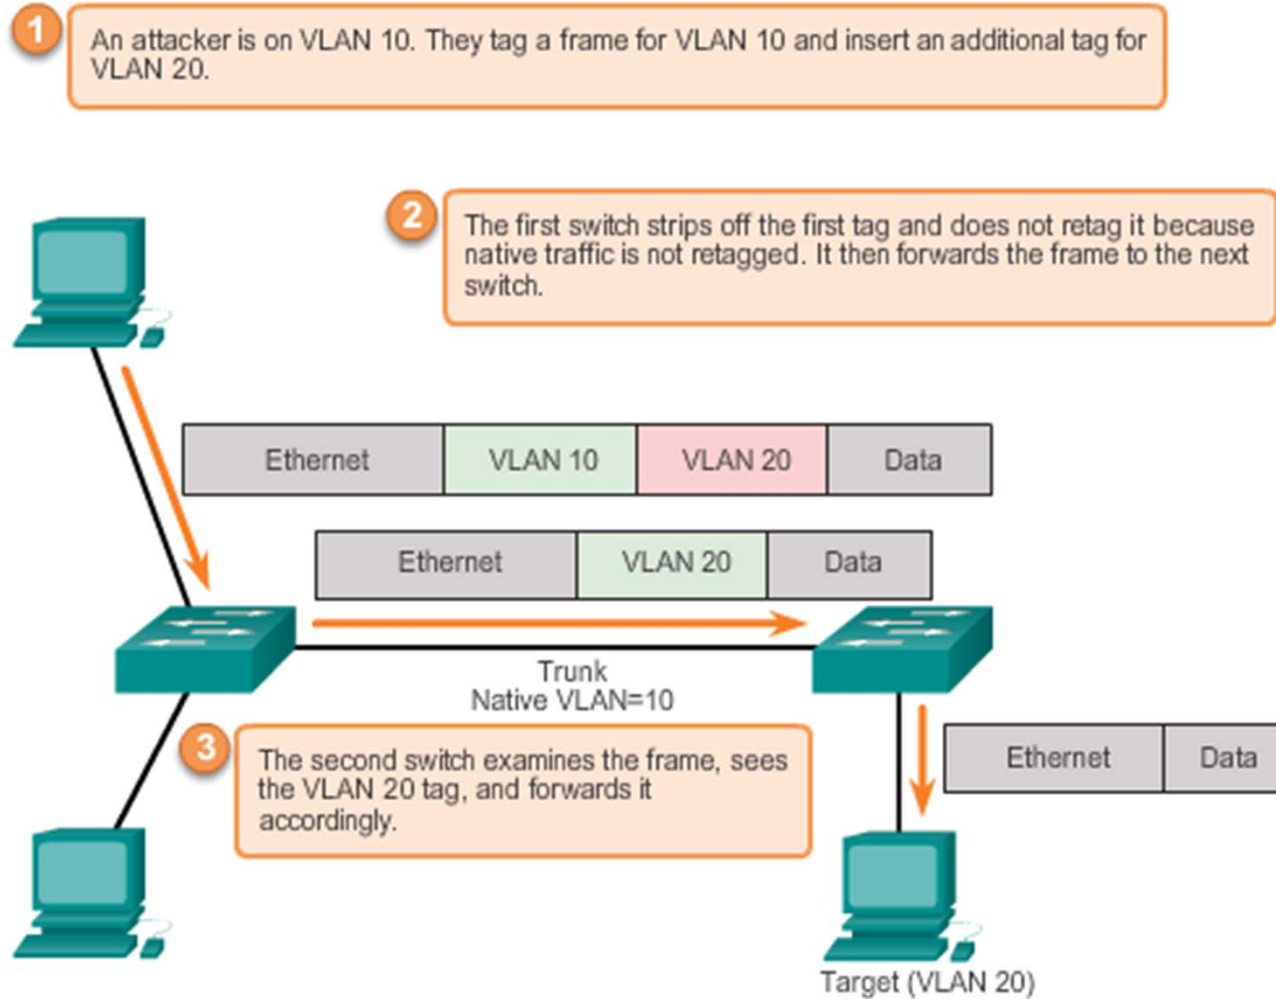 1
An attacker is on VLAN 10. They tag a frame for VLAN 10 and insert an additional tag for
VLAN 20.
2
The first switch strips off the first tag and does not retag it because
native traffic is not retagged. It then forwards the frame to the next
switch.
Ethernet VLAN 10 VLAN 20 Data
Ethernet VLAN 20 Data
Trunk
Native VLAN=10
3
The second switch examines the frame, sees
the VLAN 20 tag, and forwards it
accordingly.
Ethernet Data
Target (VLAN 20)